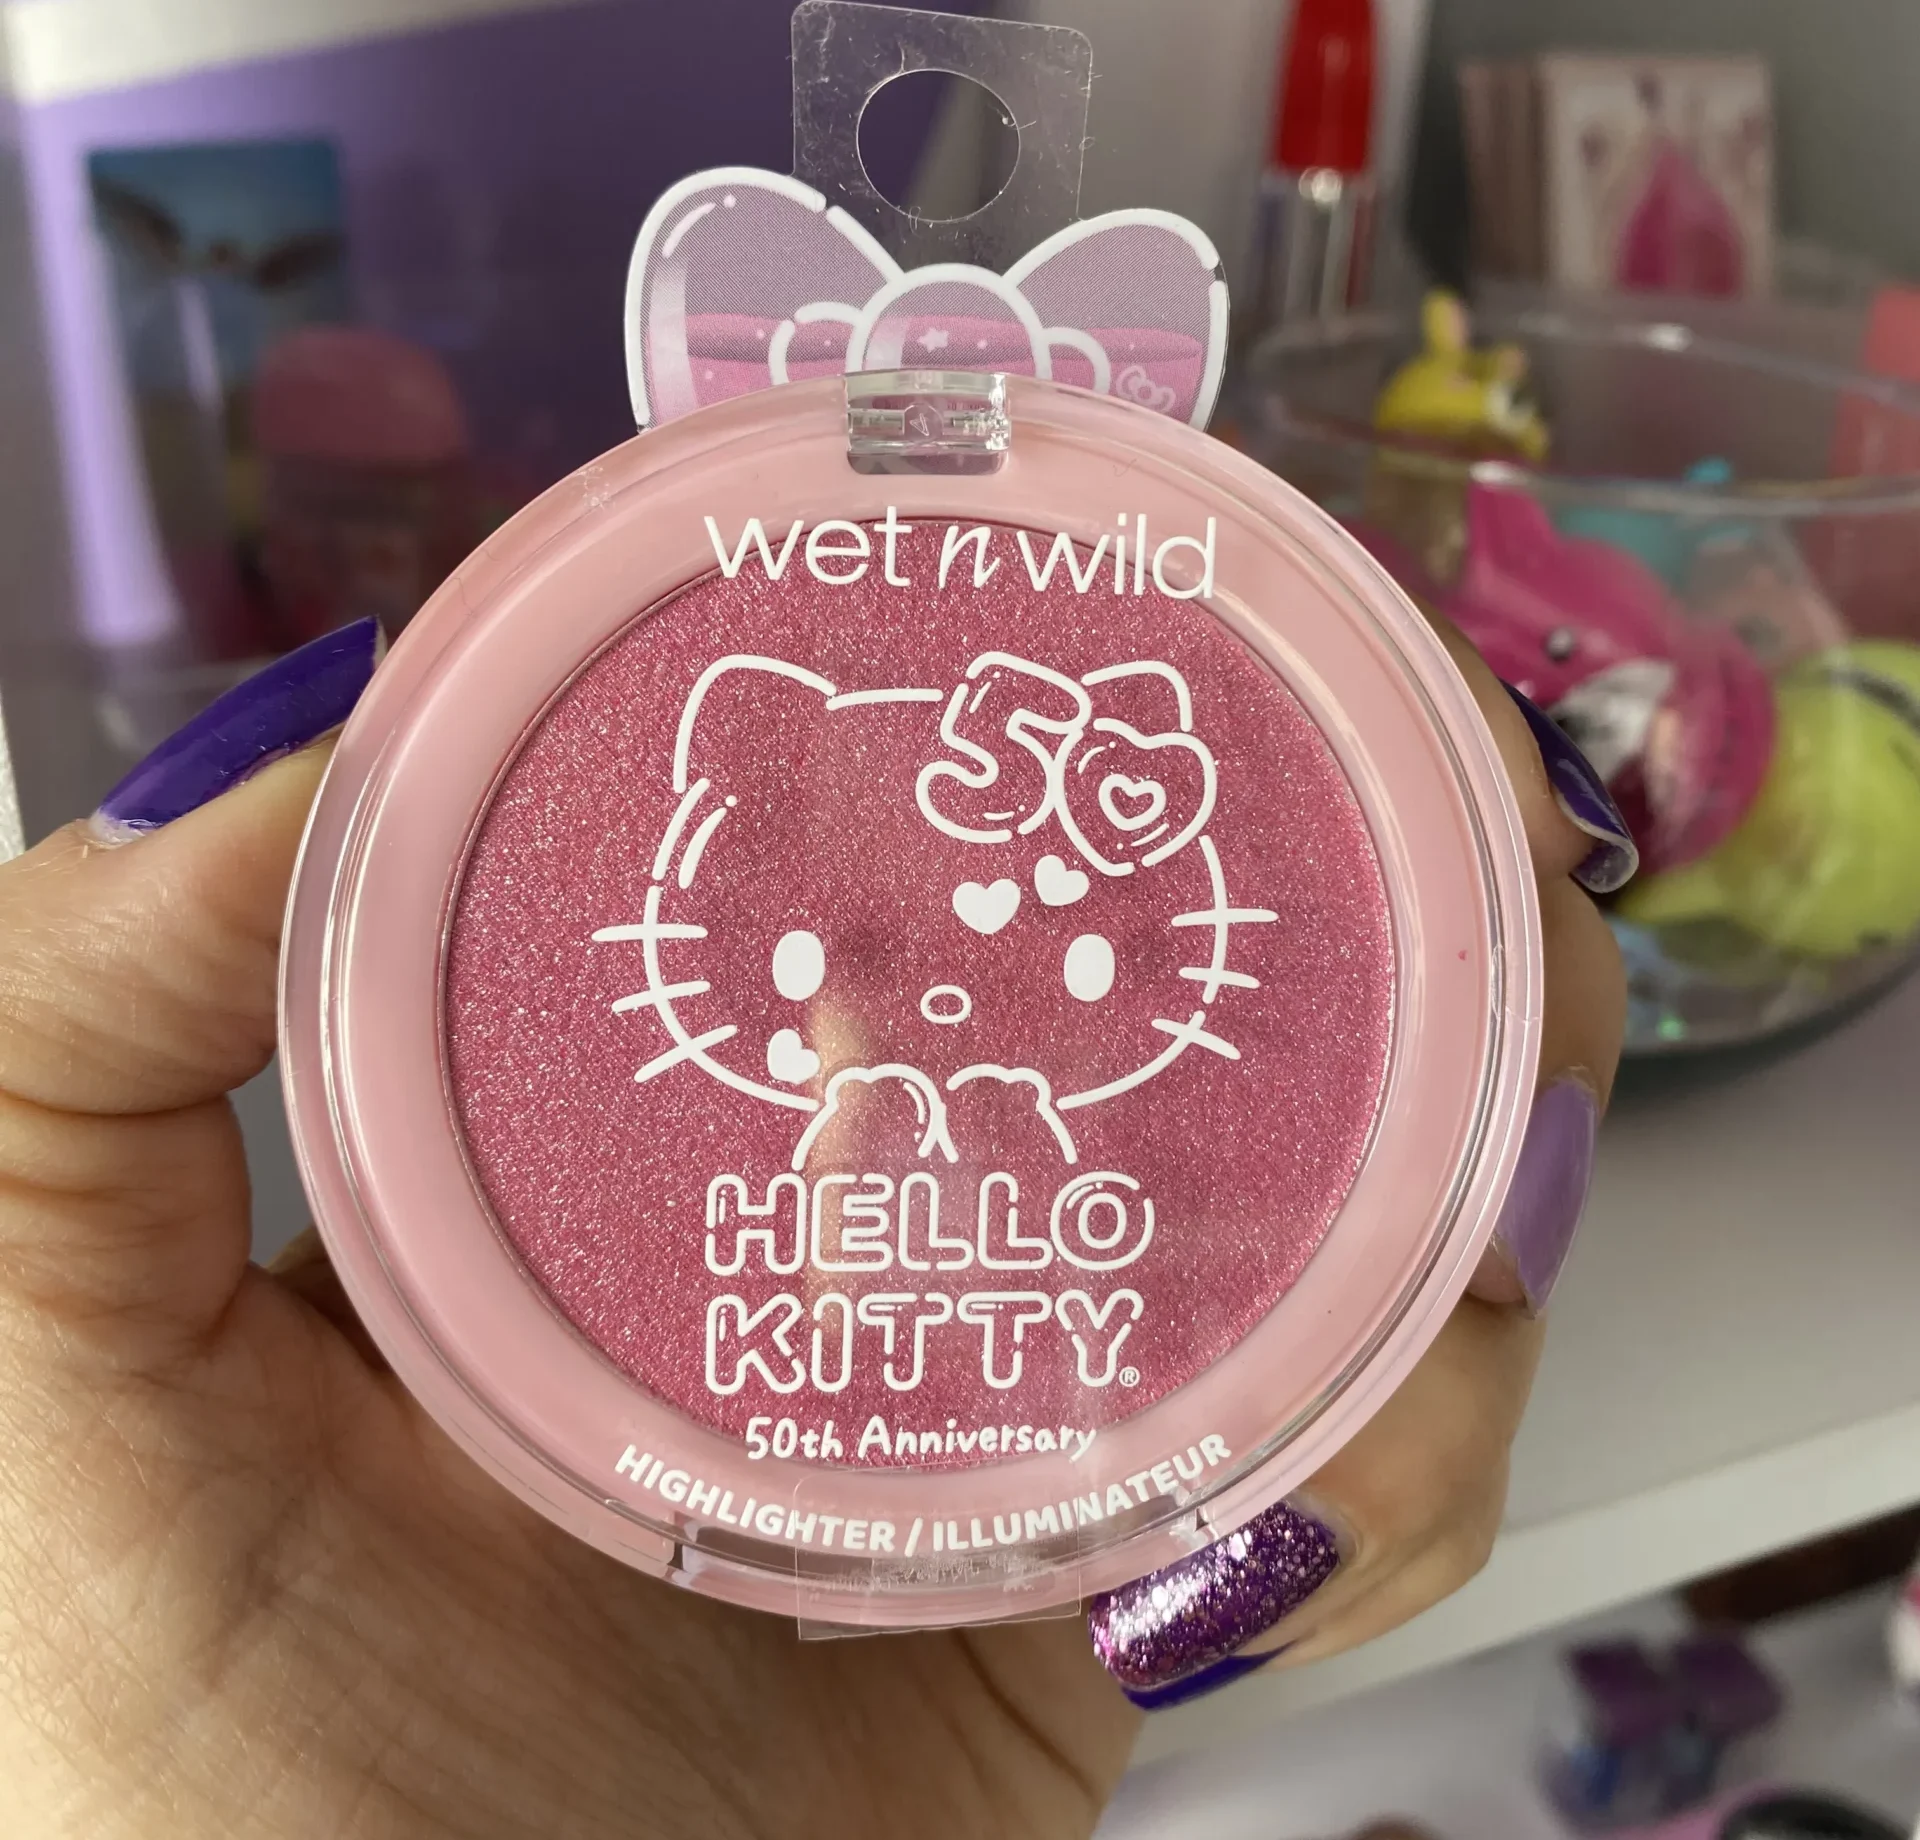 wet n wild
50
HELLO
KITTY®
50th Anniversary
HIGHLIGHTER / ILLUMINATEUR